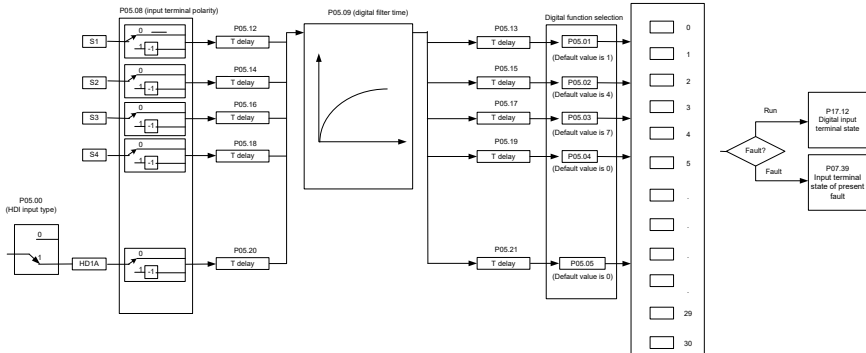 P05.08 (input terminal polarity)
P05.09 (digital filter time)
Digital function selection
S1
0
1
-1
P05.12
T delay
P05.13
T delay
P05.01
(Default value is 1)
0
1
S2
0
1
-1
P05.14
T delay
P05.15
T delay
P05.02
(Default value is 4)
2
S3
0
1
-1
P05.16
T delay
P05.17
T delay
P05.03
(Default value is 7)
3
4
S4
0
1
-1
P05.18
T delay
P05.19
T delay
P05.04
(Default value is 0)
5
.
.
.
.
29
30
P05.00
(HDI input type)
0
1
HD1A
0
1
-1
P05.20
T delay
P05.21
T delay
P05.05
(Default value is 0)
Fault?
Run
Fault
P17.12
Digital input
terminal state
P07.39
Input terminal
state of present
fault